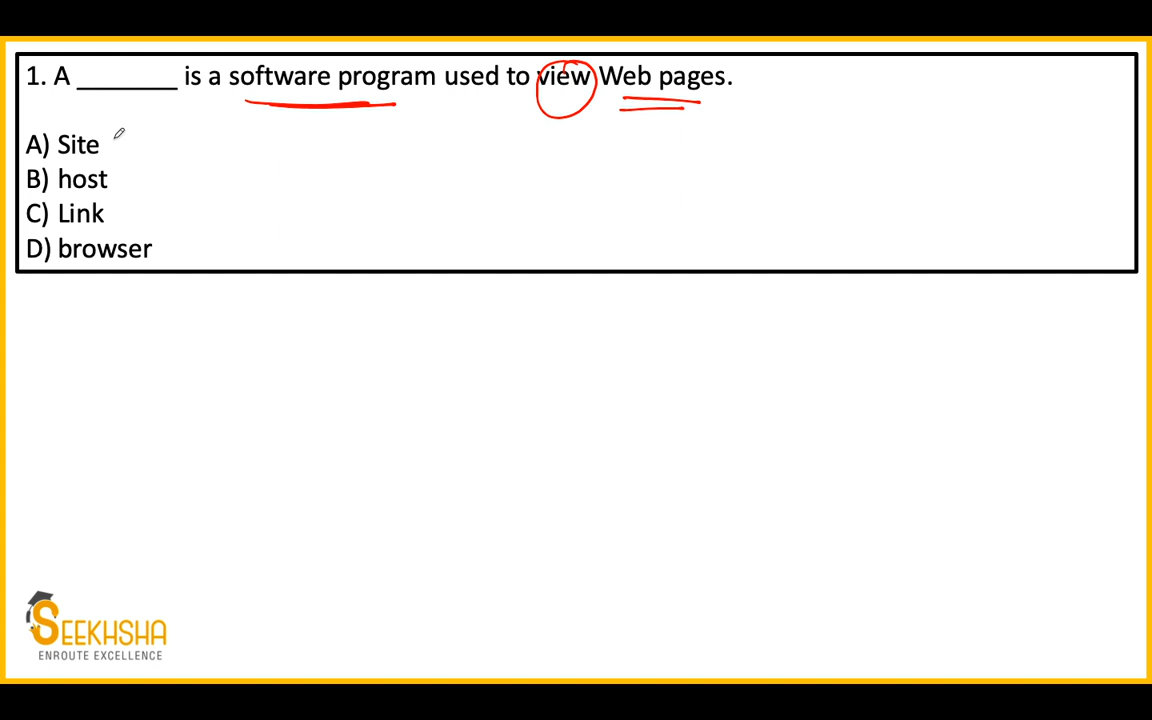 1. A ________ is a software program used to view Web pages.
A) Site
B) host
C) Link
D) browser
SEEKHSHA
ENROUTE EXCELLENCE